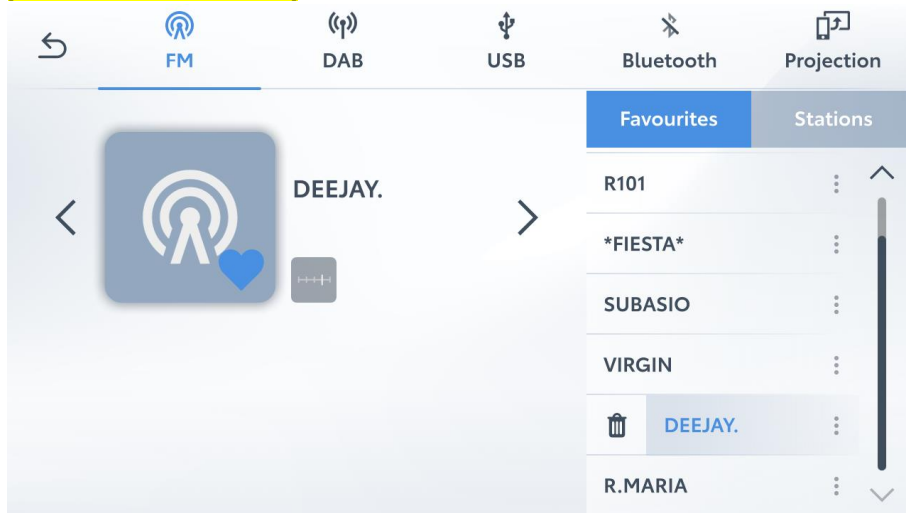 FM DAB USB Bluetooth Projection
Favourites Stations
DEEJAY.
R101
*FIESTA*
SUBASIO
VIRGIN
DEEJAY.
R.MARIA